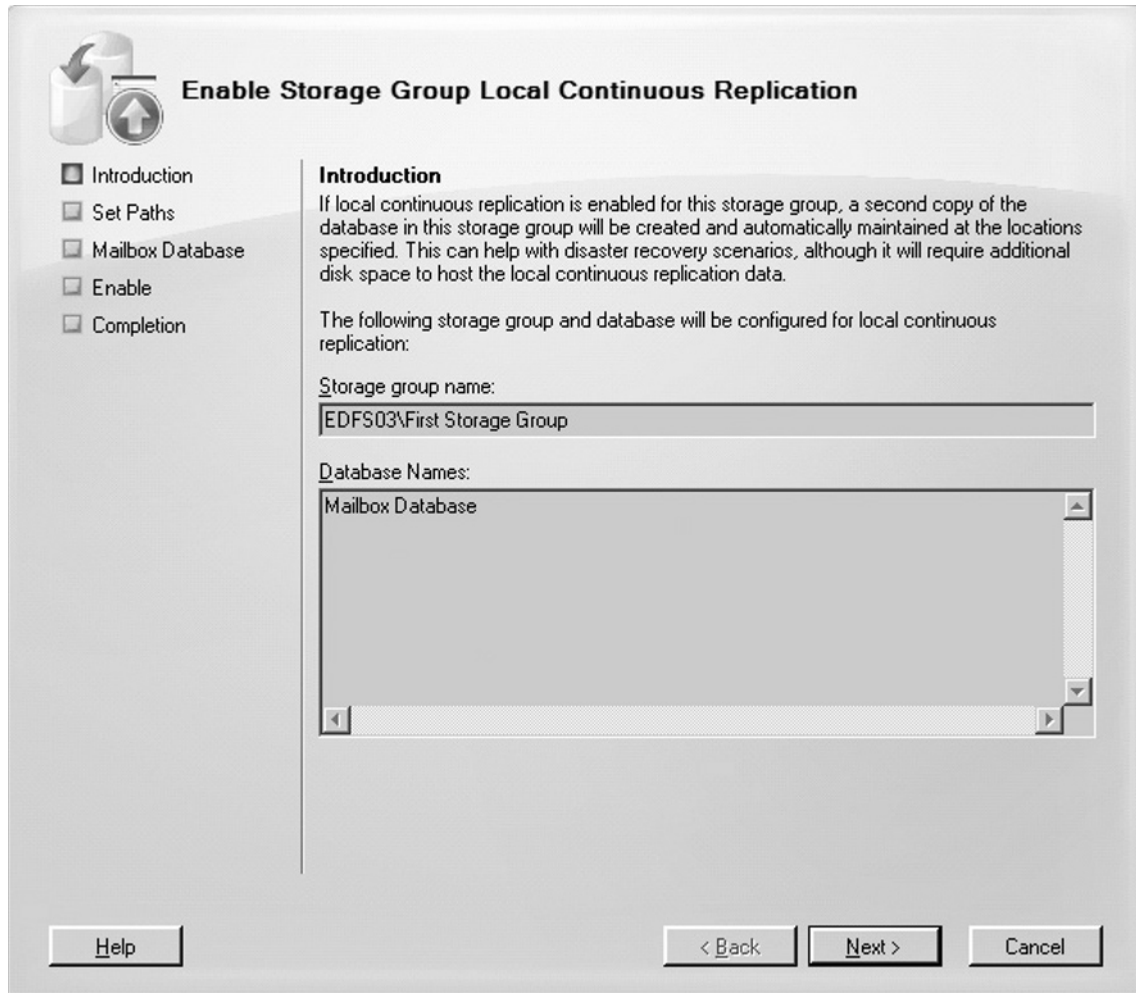 Enable Storage Group Local Continuous Replication
Introduction
Set Paths
Mailbox Database
Enable
Completion
Introduction
If local continuous replication is enabled for this storage group, a second copy of the
database in this storage group will be created and automatically maintained at the locations
specified. This can help with disaster recovery scenarios, although it will require additional
disk space to host the local continuous replication data.
The following storage group and database will be configured for local continuous
replication:
Storage group name:
EDFS03\First Storage Group
Database Names:
Mailbox Database
Help
< Back
Next >
Cancel